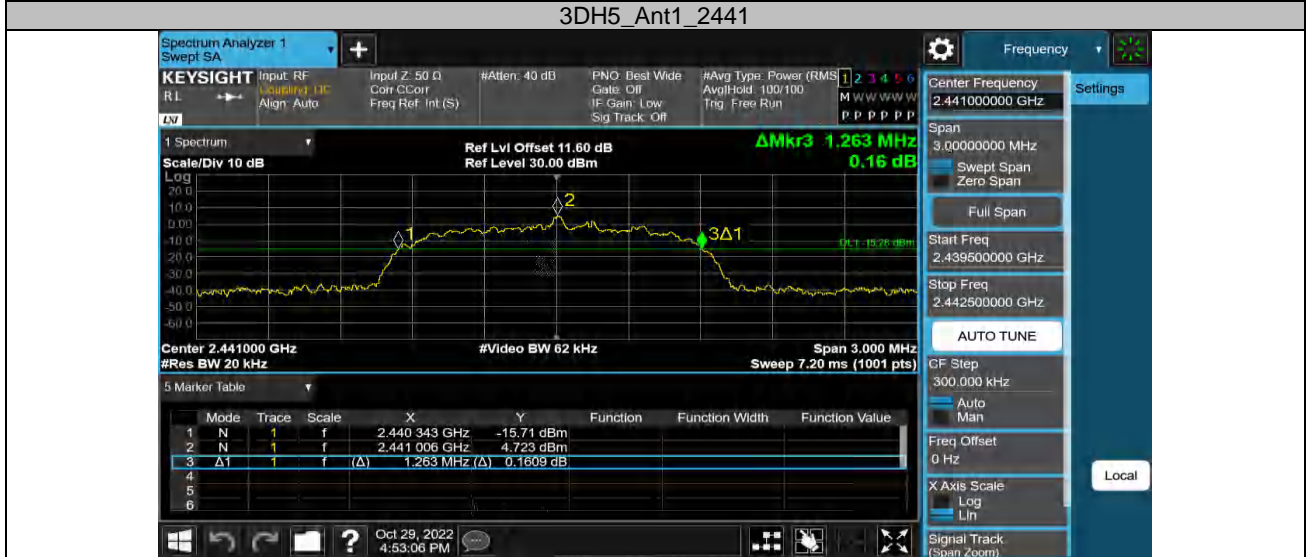 3DH5_Ant1_2441
Spectrum Analyzer 1
Swept SA
+
Frequency
KEYSIGHT
RL
LXI
Input: RF
Coupling: DC
Align: Auto
Input Z: 50 Ω
Corr CCorr
Freq Ref: Int (S)
#Atten: 40 dB
PNO: Best Wide
Gate: Off
IF Gain: Low
Sig Track: Off
#Avg Type: Power (RMS
Avg|Hold: 100/100
Trig: Free Run
1 2 3 4 5 6
M W W W W W
P P P P P P
Center Frequency
2.441000000 GHz
Settings
1 Spectrum
Scale/Div 10 dB
Ref Lvl Offset 11.60 dB
Ref Level 30.00 dBm
ΔMkr3 1.263 MHz
0.16 dB
Span
3.00000000 MHz
Swept Span
Zero Span
Full Span
Log
20.0
10.0
0.00
-10.0
-20.0
-30.0
-40.0
-50.0
-60.0
1
2
3Δ1
DL1 -15.28 dBm
Start Freq
2.439500000 GHz
Stop Freq
2.442500000 GHz
AUTO TUNE
Center 2.441000 GHz
#Res BW 20 kHz
#Video BW 62 kHz
Span 3.000 MHz
Sweep 7.20 ms (1001 pts)
CF Step
300.000 kHz
Auto
Man
5 Marker Table
Mode Trace Scale X Y Function Function Width Function Value
1 N 1 f 2.440 343 GHz -15.71 dBm
2 N 1 f 2.441 006 GHz 4.723 dBm
3 Δ1 1 f (Δ) 1.263 MHz (Δ) 0.1609 dB
4
5
6
Freq Offset
0 Hz
X Axis Scale
Log
Lin
Local
Signal Track
(Span Zoom)
?
Oct 29, 2022
4:53:06 PM